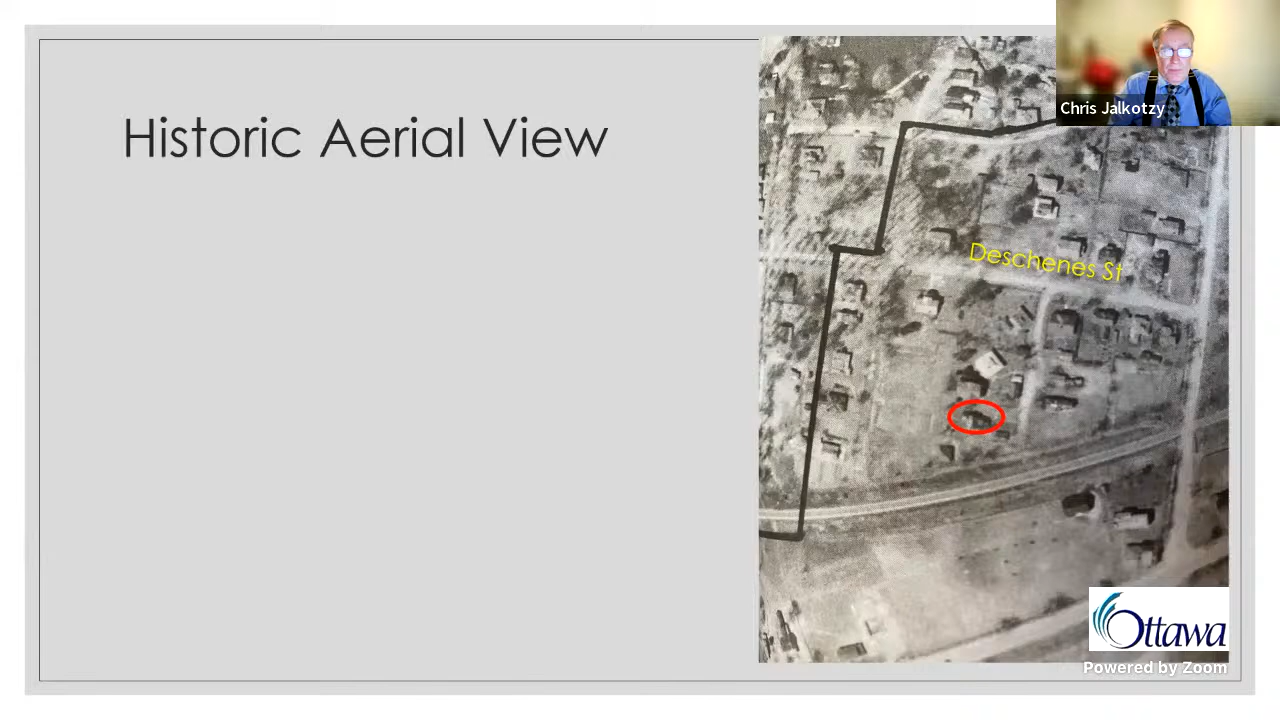 Historic Aerial View
Chris Jalkotzy
Deschenes St
Ottawa
Powered by Zoom